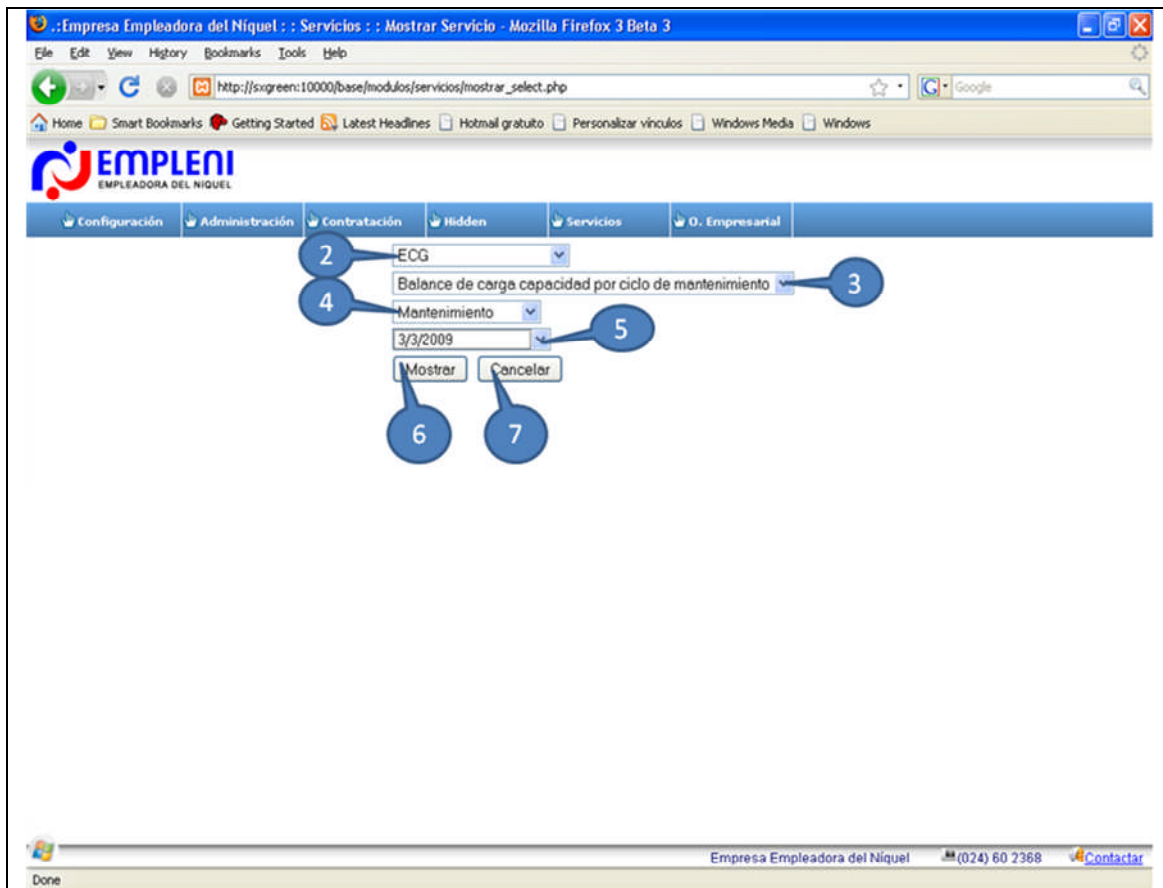 .:Empresa Empleadora del Níquel : : Servicios : : Mostrar Servicio - Mozilla Firefox 3 Beta 3
File Edit View History Bookmarks Tools Help
http://sxgreen:10000/base/modulos/servicios/mostrar_select.php
Google
Home Smart Bookmarks Getting Started Latest Headlines Hotmail gratuito Personalizar vínculos Windows Media Windows
EMPLENI
EMPLEADORA DEL NIQUEL
Configuración Administración Contratación Hidden Servicios O. Empresarial
2 ECG
Balance de carga capacidad por ciclo de mantenimiento 3
4 Mantenimiento
3/3/2009 5
Mostrar Cancelar
6 7
Empresa Empleadora del Níquel (024) 60 2368 Contactar
Done